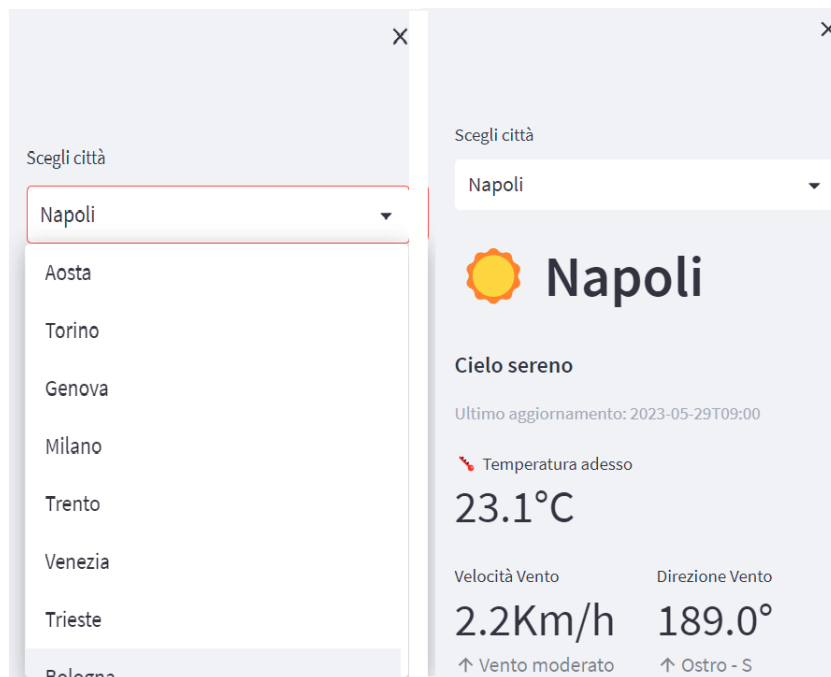 Scegli città
Napoli
Aosta
Torino
Genova
Milano
Trento
Venezia
Trieste
Bologna
Scegli città
Napoli
Napoli
Cielo sereno
Ultimo aggiornamento: 2023-05-29T09:00
Temperatura adesso
23.1°C
Velocità Vento Direzione Vento
2.2Km/h 189.0°
↑ Vento moderato ↑ Ostro - S